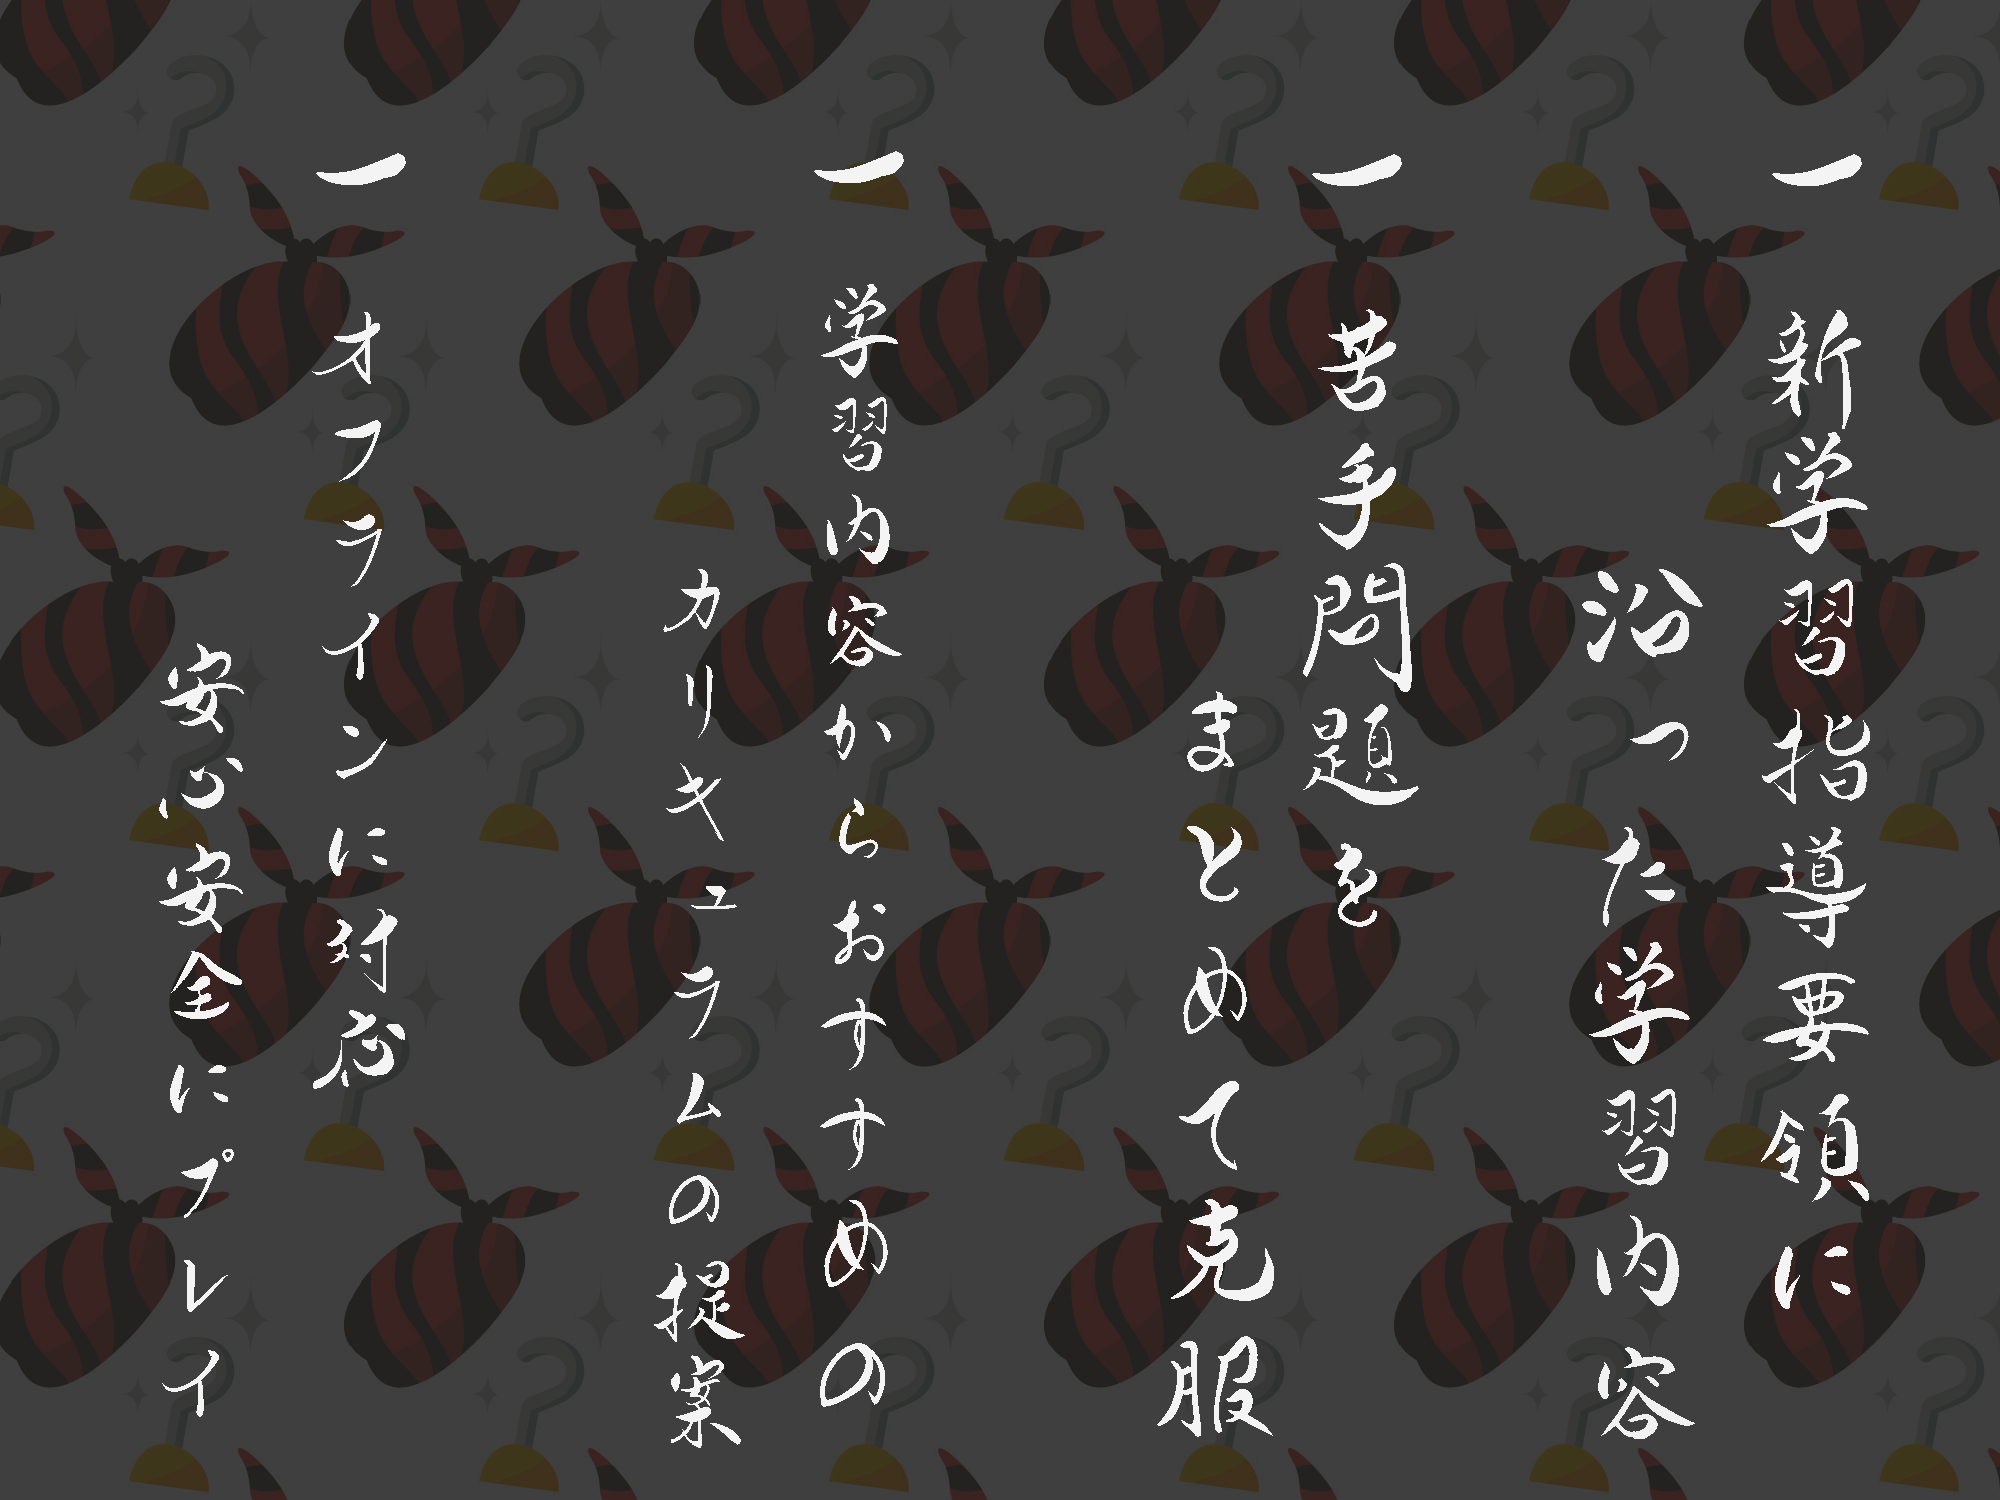 一 新学習指導要領に
沿った学習内容
一 苦手問題を
まとめて克服
一 学習内容からおすすめの
カリキュラムの提案
一 オフラインに対応
安心安全にプレイ